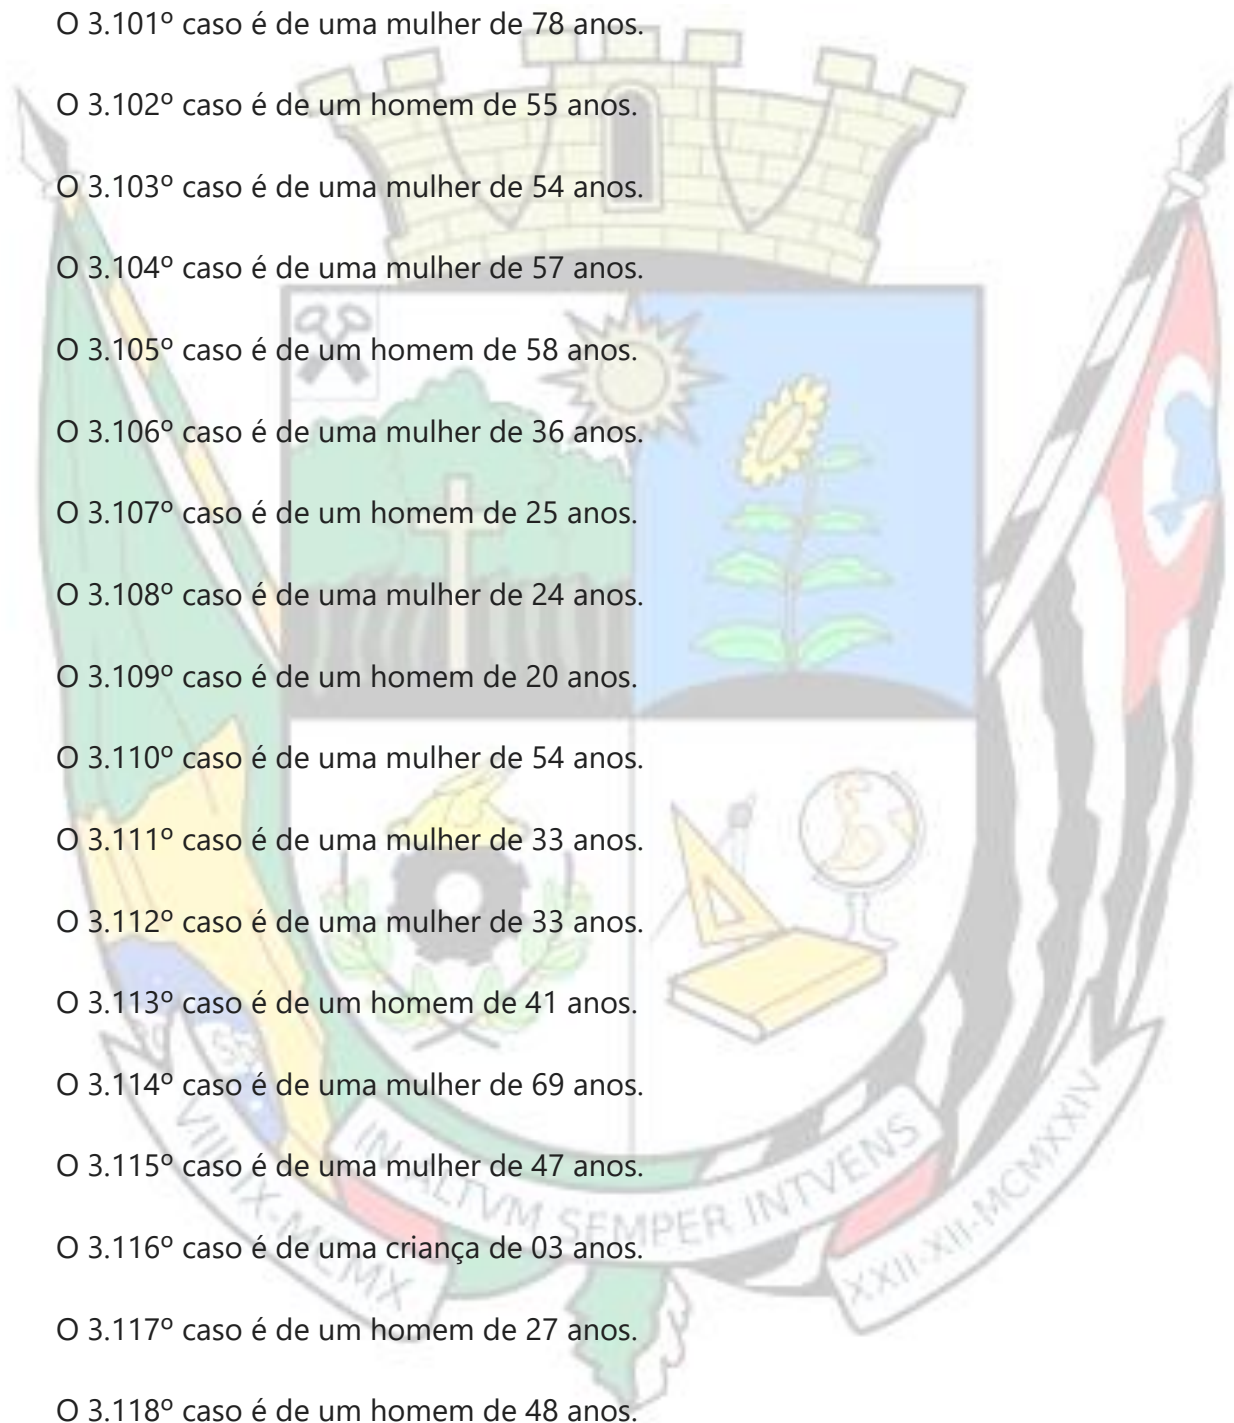 O 3.101º caso é de uma mulher de 78 anos.
O 3.102º caso é de um homem de 55 anos.
O 3.103º caso é de uma mulher de 54 anos.
O 3.104º caso é de uma mulher de 57 anos.
O 3.105º caso é de um homem de 58 anos.
O 3.106º caso é de uma mulher de 36 anos.
O 3.107º caso é de um homem de 25 anos.
O 3.108º caso é de uma mulher de 24 anos.
O 3.109º caso é de um homem de 20 anos.
O 3.110º caso é de uma mulher de 54 anos.
O 3.111º caso é de uma mulher de 33 anos.
O 3.112º caso é de uma mulher de 33 anos.
O 3.113º caso é de um homem de 41 anos.
O 3.114º caso é de uma mulher de 69 anos.
O 3.115º caso é de uma mulher de 47 anos.
O 3.116º caso é de uma criança de 03 anos.
O 3.117º caso é de um homem de 27 anos.
O 3.118º caso é de um homem de 48 anos.
IN ALTVM SEMPER INTVENS
XXII-XII-MCMXXIV